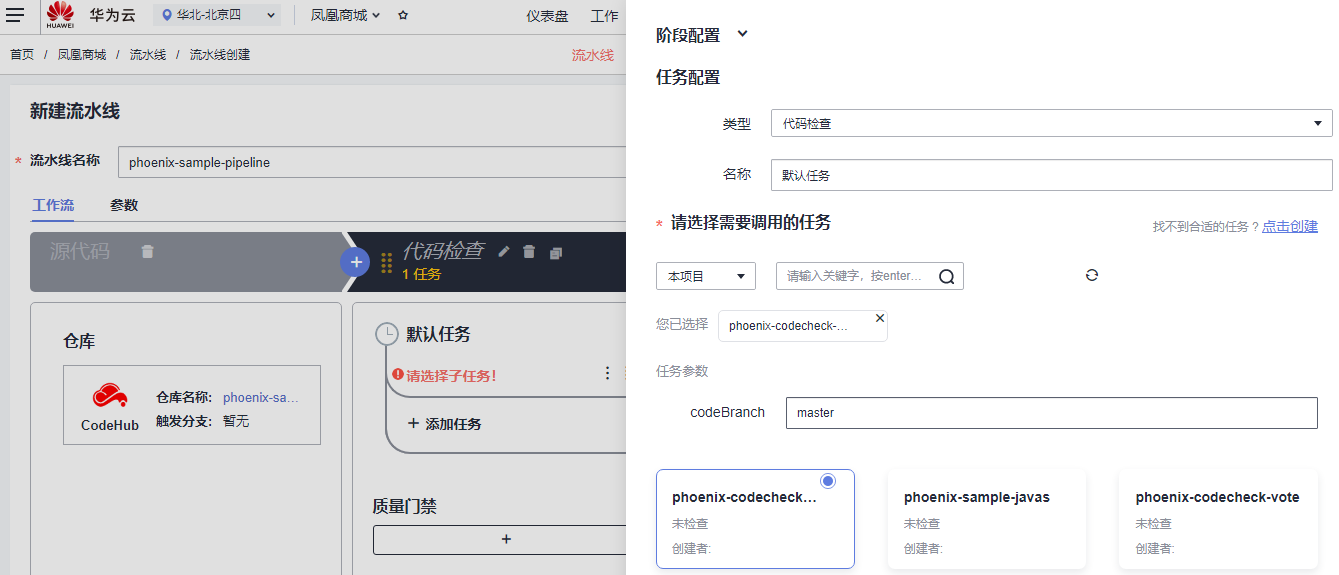 HUAWEI
华为云
华北-北京四
凤凰商城
仪表盘
工作
首页 / 凤凰商城 / 流水线 / 流水线创建
流水线
新建流水线
* 流水线名称
phoenix-sample-pipeline
工作流
参数
源代码
代码检查
1 任务
仓库
CodeHub
仓库名称: phoenix-sa...
触发分支: 暂无
默认任务
请选择子任务!
+ 添加任务
质量门禁
+
阶段配置
任务配置
类型
代码检查
名称
默认任务
* 请选择需要调用的任务
找不到合适的任务？点击创建
本项目
请输入关键字，按enter...
您已选择
phoenix-codecheck-...
任务参数
codeBranch
master
phoenix-codecheck...
未检查
创建者:
phoenix-sample-javas
未检查
创建者:
phoenix-codecheck-vote
未检查
创建者: